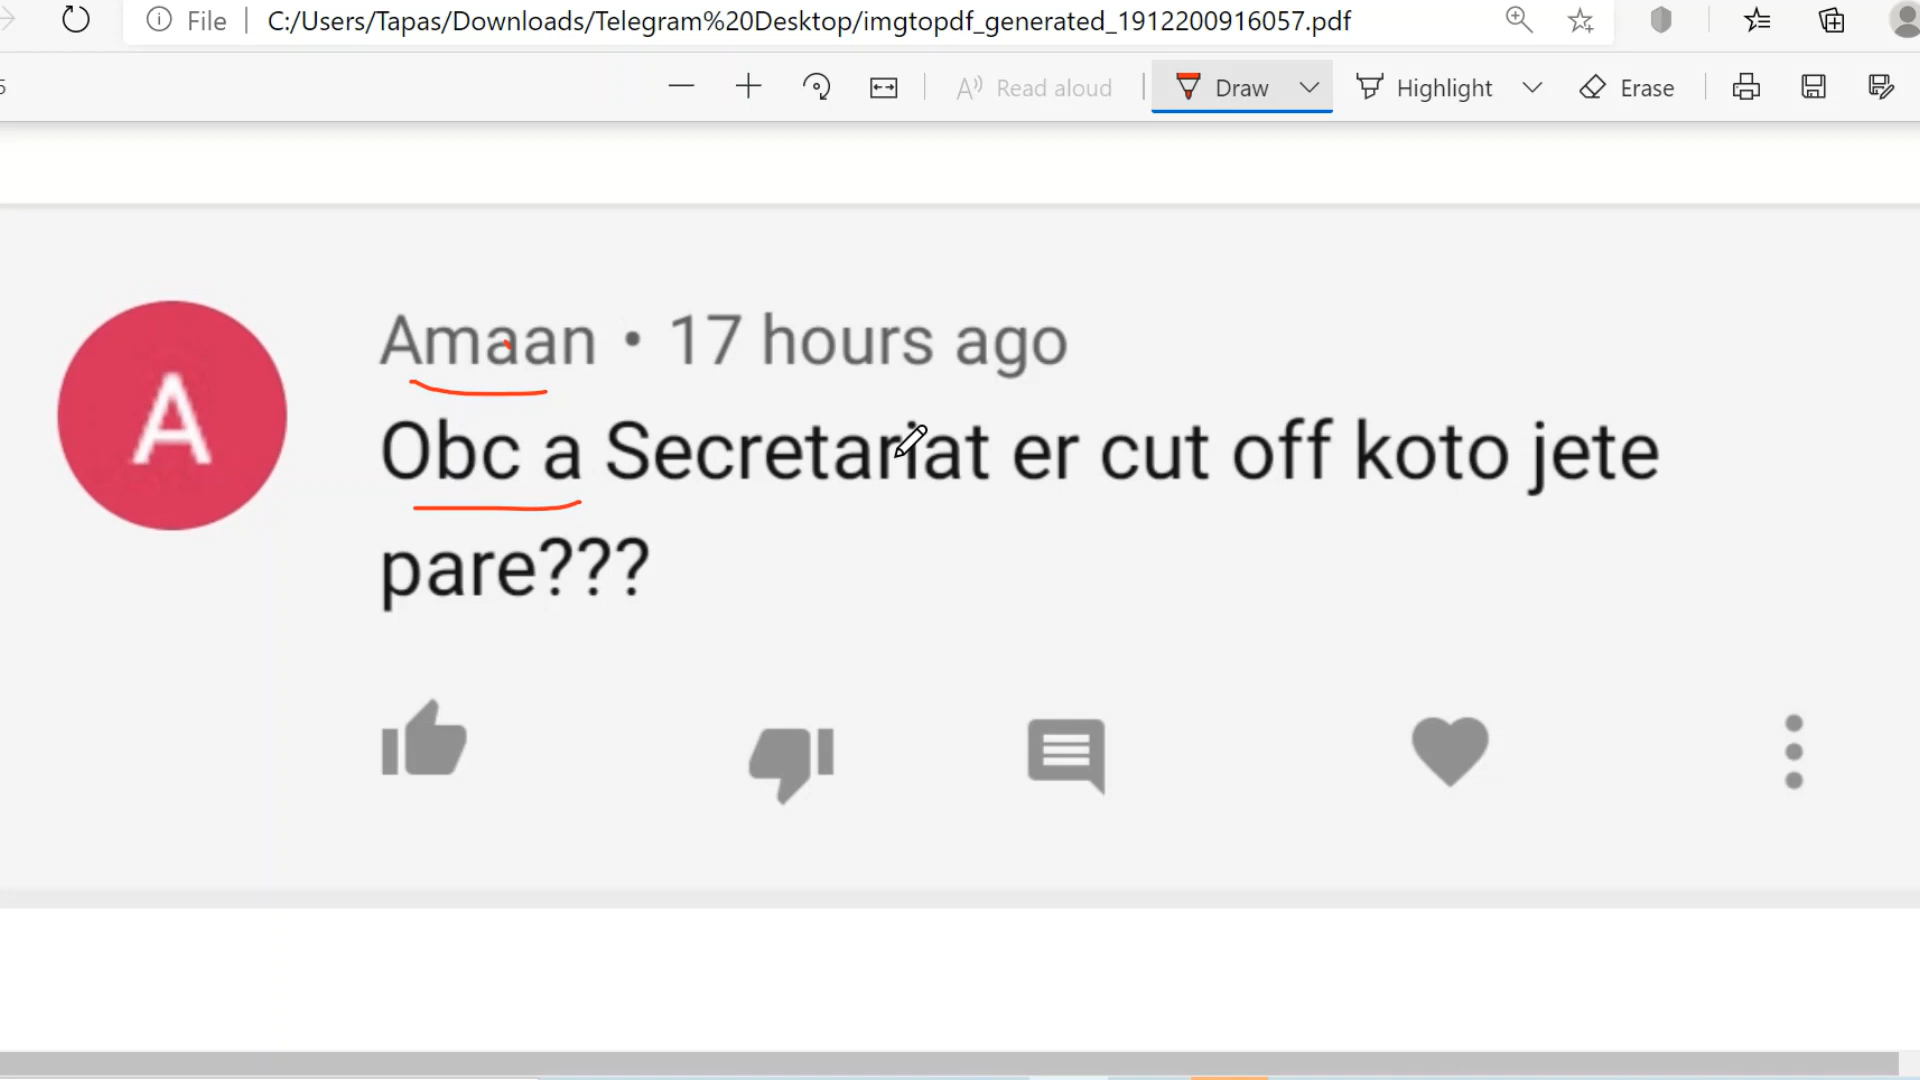 File C:/Users/Tapas/Downloads/Telegram%20Desktop/imgtopdf_generated_1912200916057.pdf
Read aloud Draw Highlight Erase
Amaan • 17 hours ago
A
Obc a Secretariat er cut off koto jete
pare???